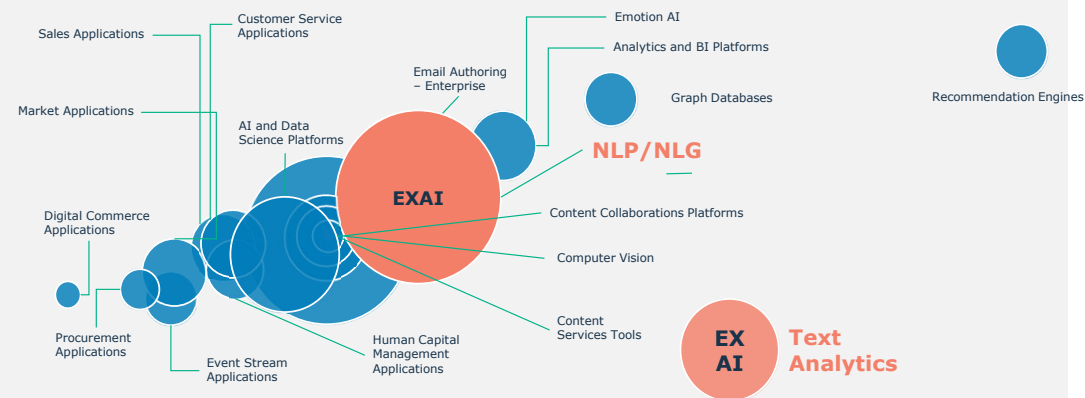 Emotion AI
Customer Service
Applications
Sales Applications
Analytics and BI Platforms
Email Authoring
– Enterprise
Graph Databases
Recommendation Engines
Market Applications
AI and Data
Science Platforms
NLP/NLG
EXAI
Content Collaborations Platforms
Digital Commerce
Applications
Computer Vision
Content
Services Tools
Procurement
Applications
Human Capital
Management
Applications
Event Stream
Applications
EX
AI
Text
Analytics